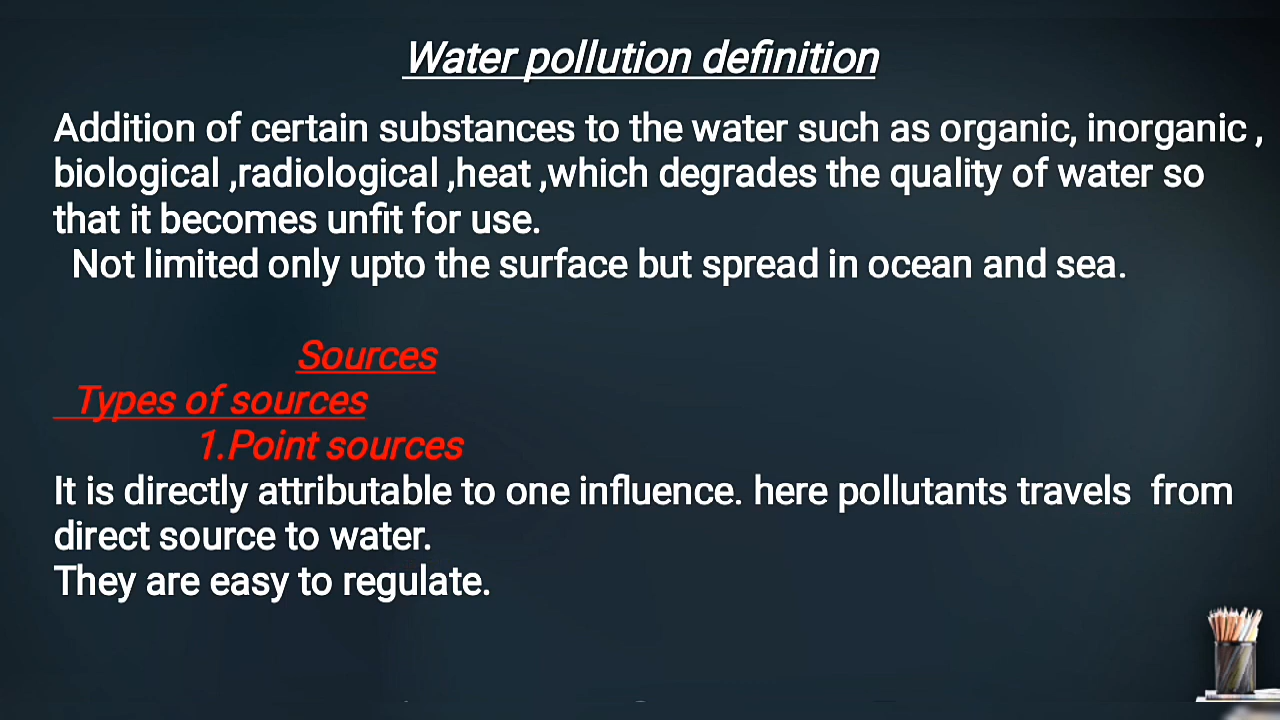 Water pollution definition
Addition of certain substances to the water such as organic, inorganic ,
biological ,radiological ,heat ,which degrades the quality of water so
that it becomes unfit for use.
Not limited only upto the surface but spread in ocean and sea.
Sources
Types of sources
1.Point sources
It is directly attributable to one influence. here pollutants travels  from
direct source to water.
They are easy to regulate.